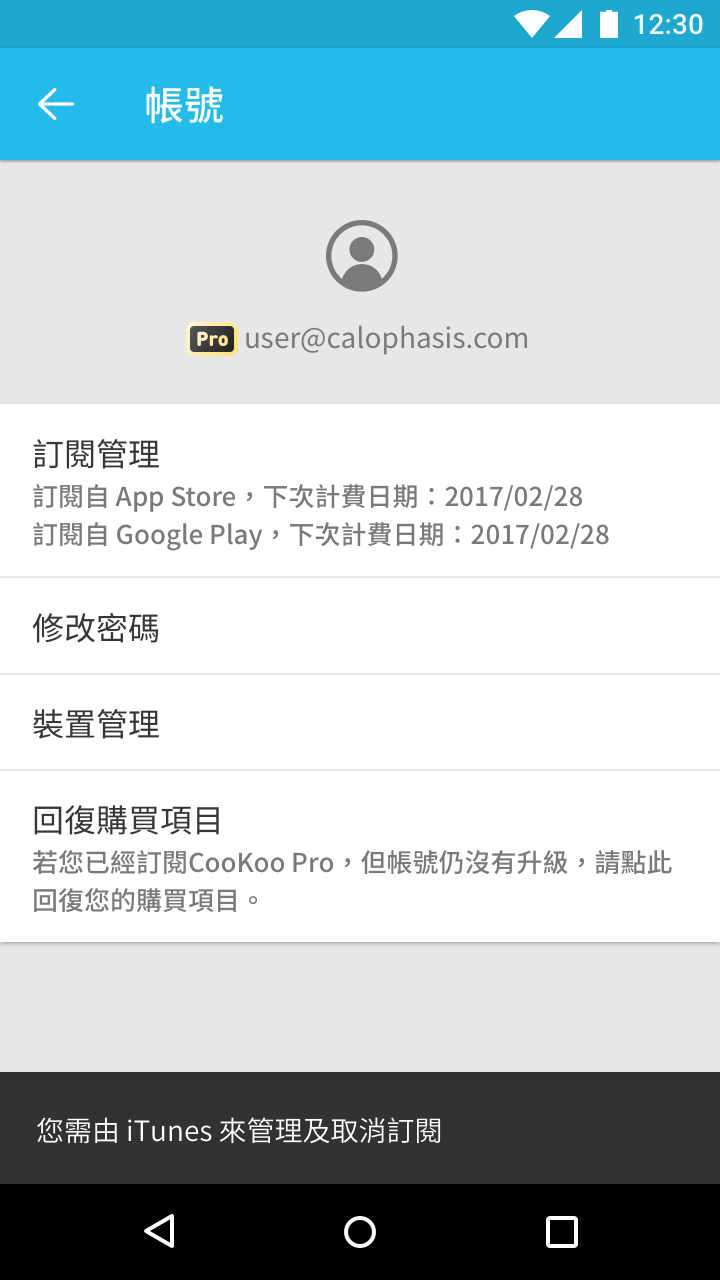 12:30
帳號
Pro user@calophasis.com
訂閱管理
訂閱自 App Store，下次計費日期：2017/02/28
訂閱自 Google Play，下次計費日期：2017/02/28
修改密碼
裝置管理
回復購買項目
若您已經訂閱CooKoo Pro，但帳號仍沒有升級，請點此
回復您的購買項目。
您需由 iTunes 來管理及取消訂閱